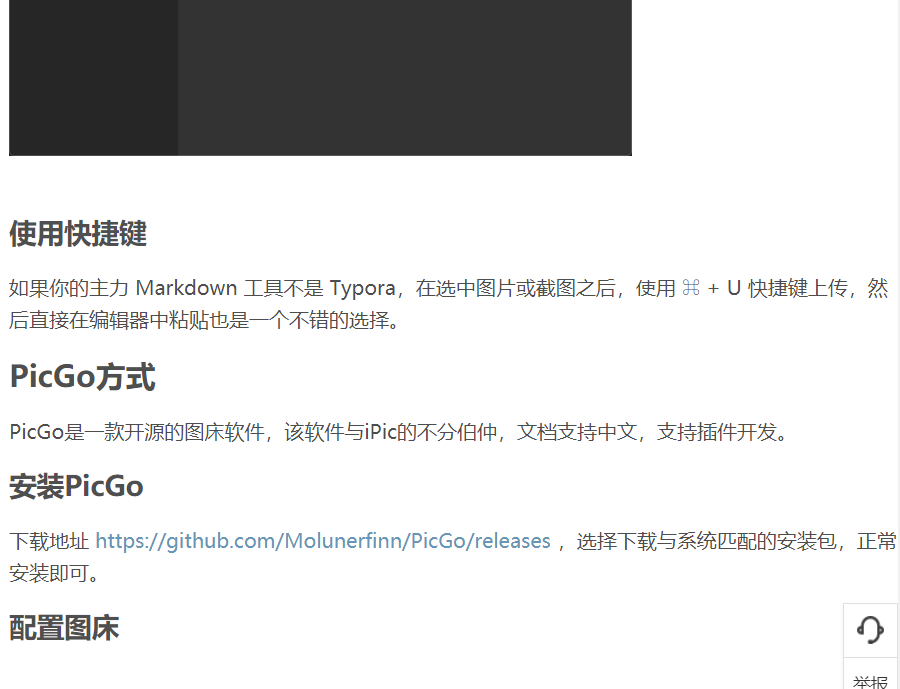 使用快捷键
如果你的主力 Markdown 工具不是 Typora，在选中图片或截图之后，使用 ⌘ + U 快捷键上传，然
后直接在编辑器中粘贴也是一个不错的选择。
PicGo方式
PicGo是一款开源的图床软件，该软件与iPic的不分伯仲，文档支持中文，支持插件开发。
安装PicGo
下载地址 https://github.com/Molunerfinn/PicGo/releases ，选择下载与系统匹配的安装包，正常
安装即可。
配置图床
举报